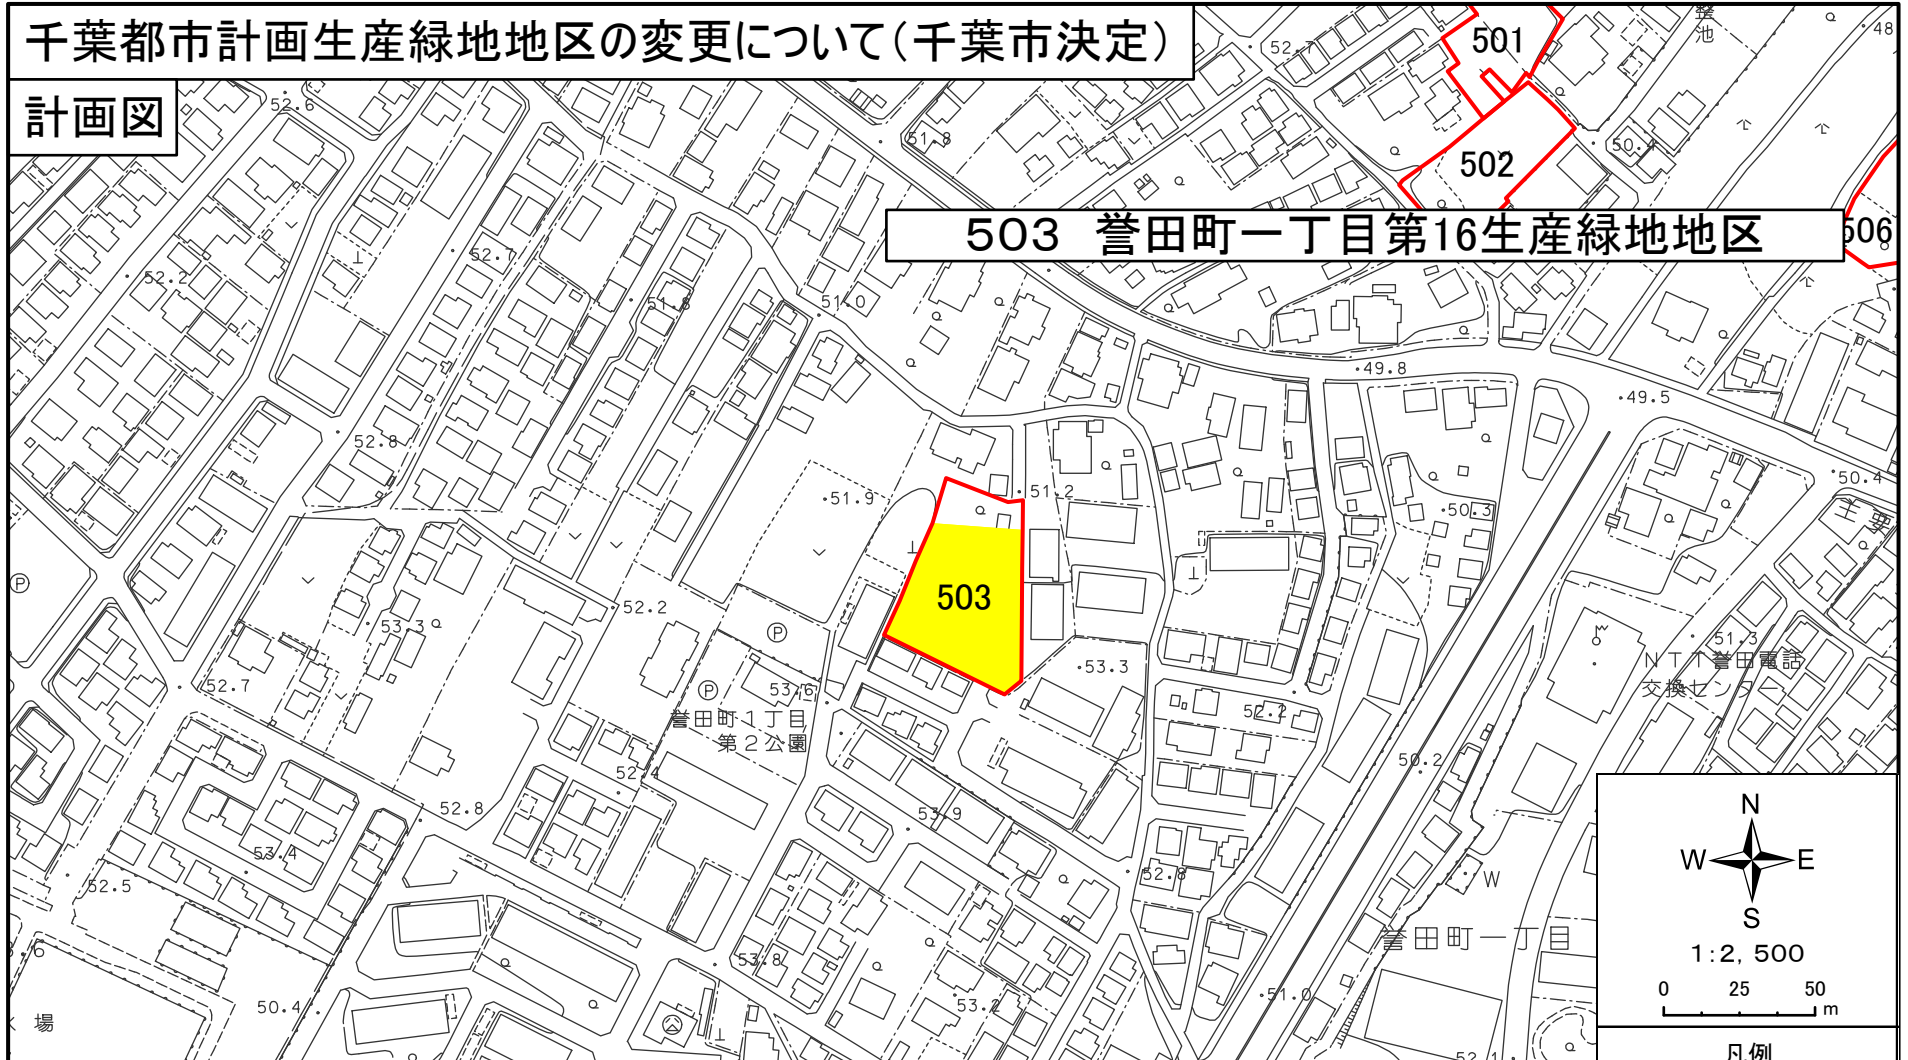 千葉都市計画生産緑地地区の変更について(千葉市決定)
計画図
503 誉田町一丁目第16生産緑地地区
501
502
506
503
整
池
52.6
52.7
51.8
48
50.4
52.2
52.7
51.8
51.0
49.8
49.5
52.8
51.9
51.2
50.3
50.4
主要
52.2
53.3
53.3
51.3
NTT誉田電話
交換センター
52.7
53.6
誉田町1丁目
第2公園
52.2
50.2
52.4
52.8
53.9
53.4
52.5
52.8
W
誉田町一丁目
53.8
53.2
51.0
50.4
場
52.1
P
P
P
N
W E
S
1:2,500
0 25 50
m
凡例